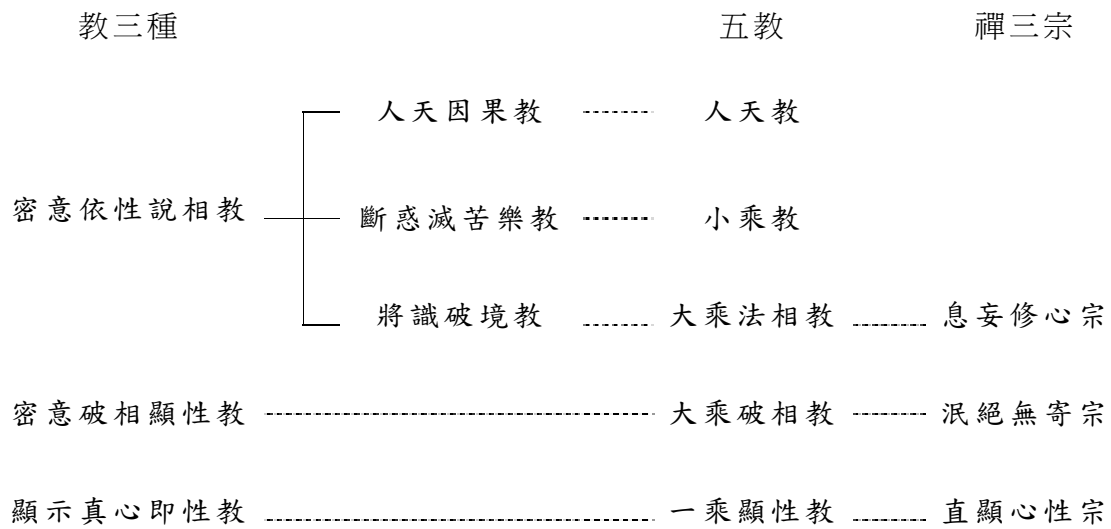 教三種 五教 禪三宗
人天因果教 人天教
密意依性說相教 斷惑滅苦樂教 小乘教
將識破境教 大乘法相教 息妄修心宗
密意破相顯性教 大乘破相教 泯絕無寄宗
顯示真心即性教 一乘顯性教 直顯心性宗